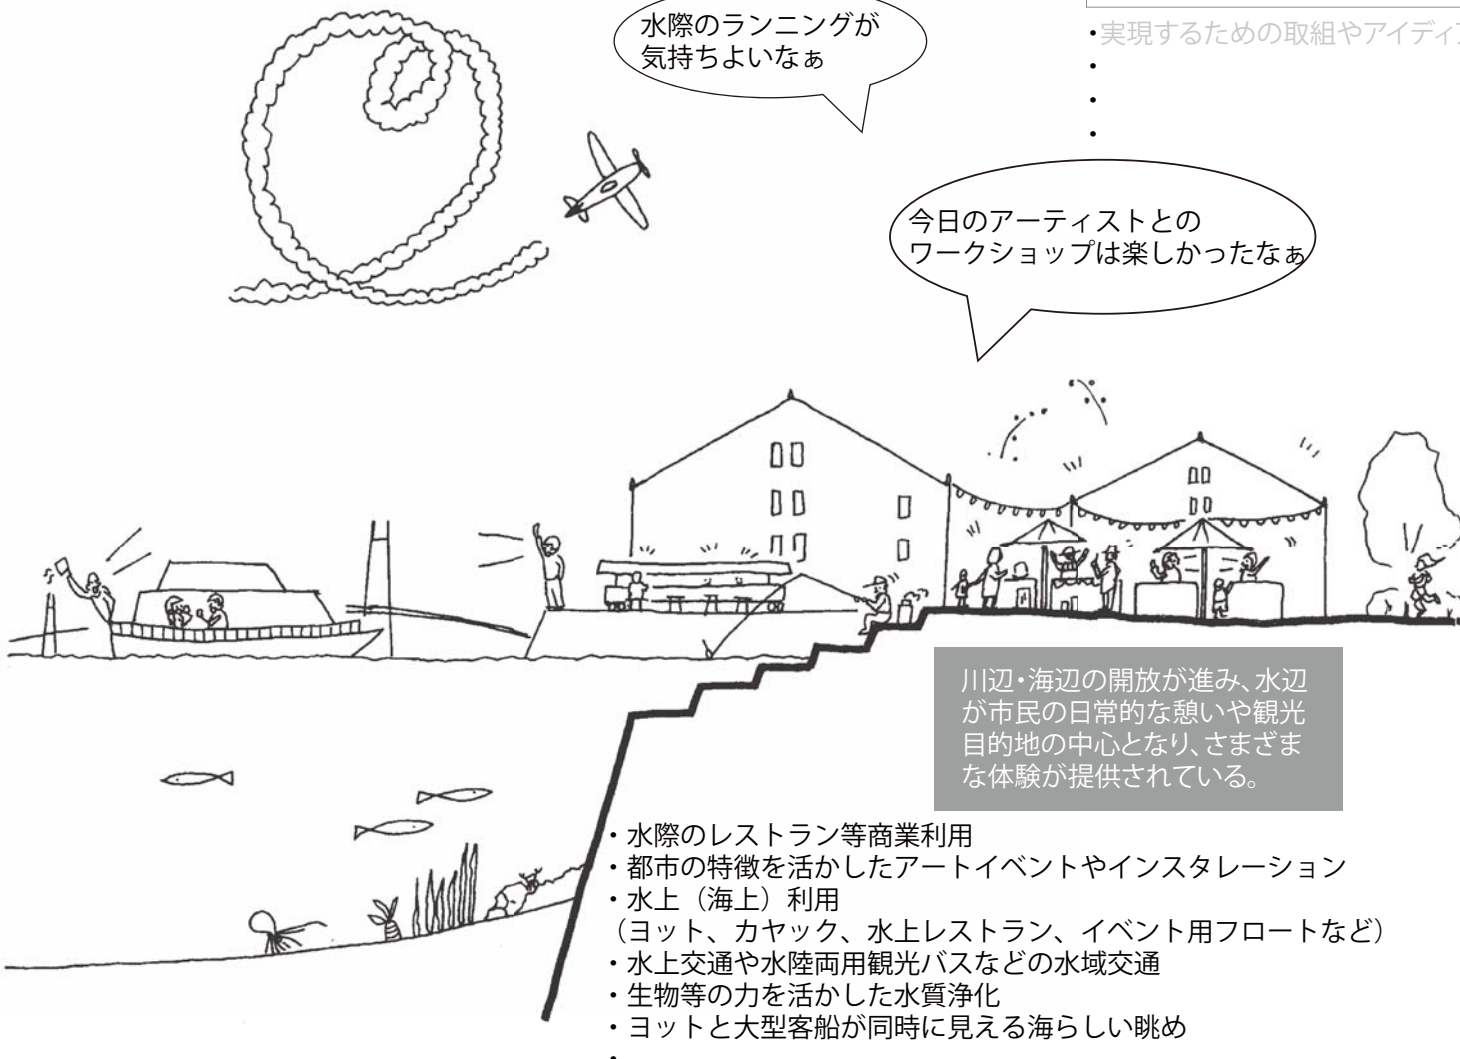 水際のランニングが
気持ちよいなぁ
・実現するための取組やアイディ
・
・
・
今日のアーティストとの
ワークショップは楽しかったなぁ
川辺・海辺の開放が進み、水辺
が市民の日常的な憩いや観光
目的地の中心となり、さまざま
な体験が提供されている。
・水際のレストラン等商業利用
・都市の特徴を活かしたアートイベントやインスタレーション
・水上（海上）利用
（ヨット、カヤック、水上レストラン、イベント用フロートなど）
・水上交通や水陸両用観光バスなどの水域交通
・生物等の力を活かした水質浄化
・ヨットと大型客船が同時に見える海らしい眺め
・